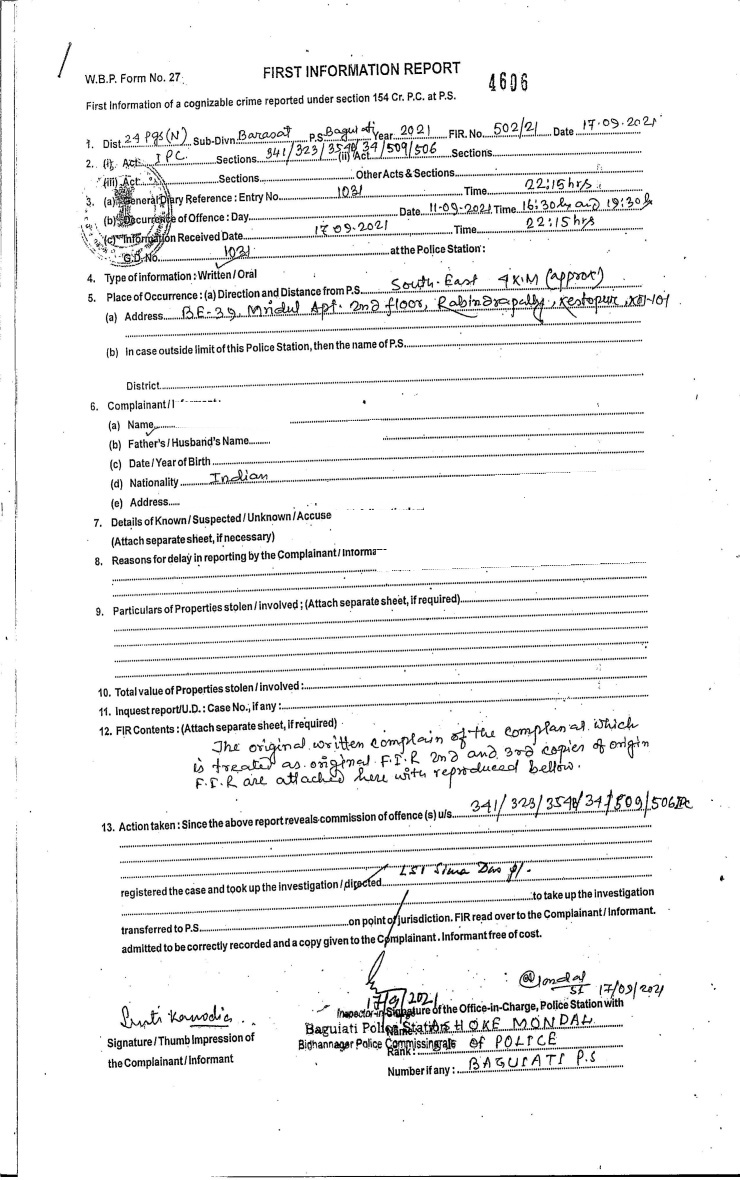 W.B.P. Form No. 27
FIRST INFORMATION REPORT
4606
First Information of a cognizable crime reported under section 154 Cr. P.C. at P.S.
1. Dist. 24 Pgs (N) Sub-Divn. Barasat P.S. Baguiati Year 2021 FIR. No. 502/21 Date 17.09.2021
2. (i) Act IPC Sections 341/323/354B/34/509/506 (ii) Act Sections
(iii) Act Sections Other Acts & Sections
3. (a) General Diary Reference : Entry No. 1031 Time 22:15 hrs
(b) Occurrence of Offence : Day Date 11-09-2021 Time 16:30 hrs and 19:30 h
(c) Information Received Date 17 09.2021 Time 22:15 hrs
G.D. No. 1031 at the Police Station :
4. Type of information : Written / Oral
5. Place of Occurrence : (a) Direction and Distance from P.S. South-East 4 K.M (approx)
(a) Address BE-39, Mridul Apt. 2nd floor, Rabindrapally, Kestopur, Kol-101
(b) In case outside limit of this Police Station, then the name of P.S.
District
6. Complainant /
(a) Name
(b) Father's / Husband's Name
(c) Date / Year of Birth
(d) Nationality Indian
(e) Address
7. Details of Known / Suspected / Unknown / Accuse
(Attach separate sheet, if necessary)
8. Reasons for delay in reporting by the Complainant / Informa
9. Particulars of Properties stolen / involved ; (Attach separate sheet, if required)
10. Total value of Properties stolen / involved :
11. Inquest report / U.D. : Case No., if any :
12. FIR Contents : (Attach separate sheet, if required)
The original written complain of the complanat which
is treated as original F.I.R 2nd and 3rd copies of origin
F.I.R are attached here with reproduced bellow.
13. Action taken : Since the above report reveals commission of offence (s) u/s. 341/323/354B/34/509/506 IPC
registered the case and took up the investigation / directed LSI Sima Das
to take up the investigation
transferred to P.S. on point of jurisdiction. FIR read over to the Complainant / Informant.
admitted to be correctly recorded and a copy given to the Complainant. Informant free of cost.
17/9/2021
@Mondal
SI 17/09/2021
Signature of the Office-in-Charge, Police Station with
Baguiati Police Station
Name: ASHOKE MONDAL
Signature / Thumb Impression of
the Complainant / Informant
Bidhannagar Police
Rank : SI of POLICE
Number if any : BAGUIATI P.S